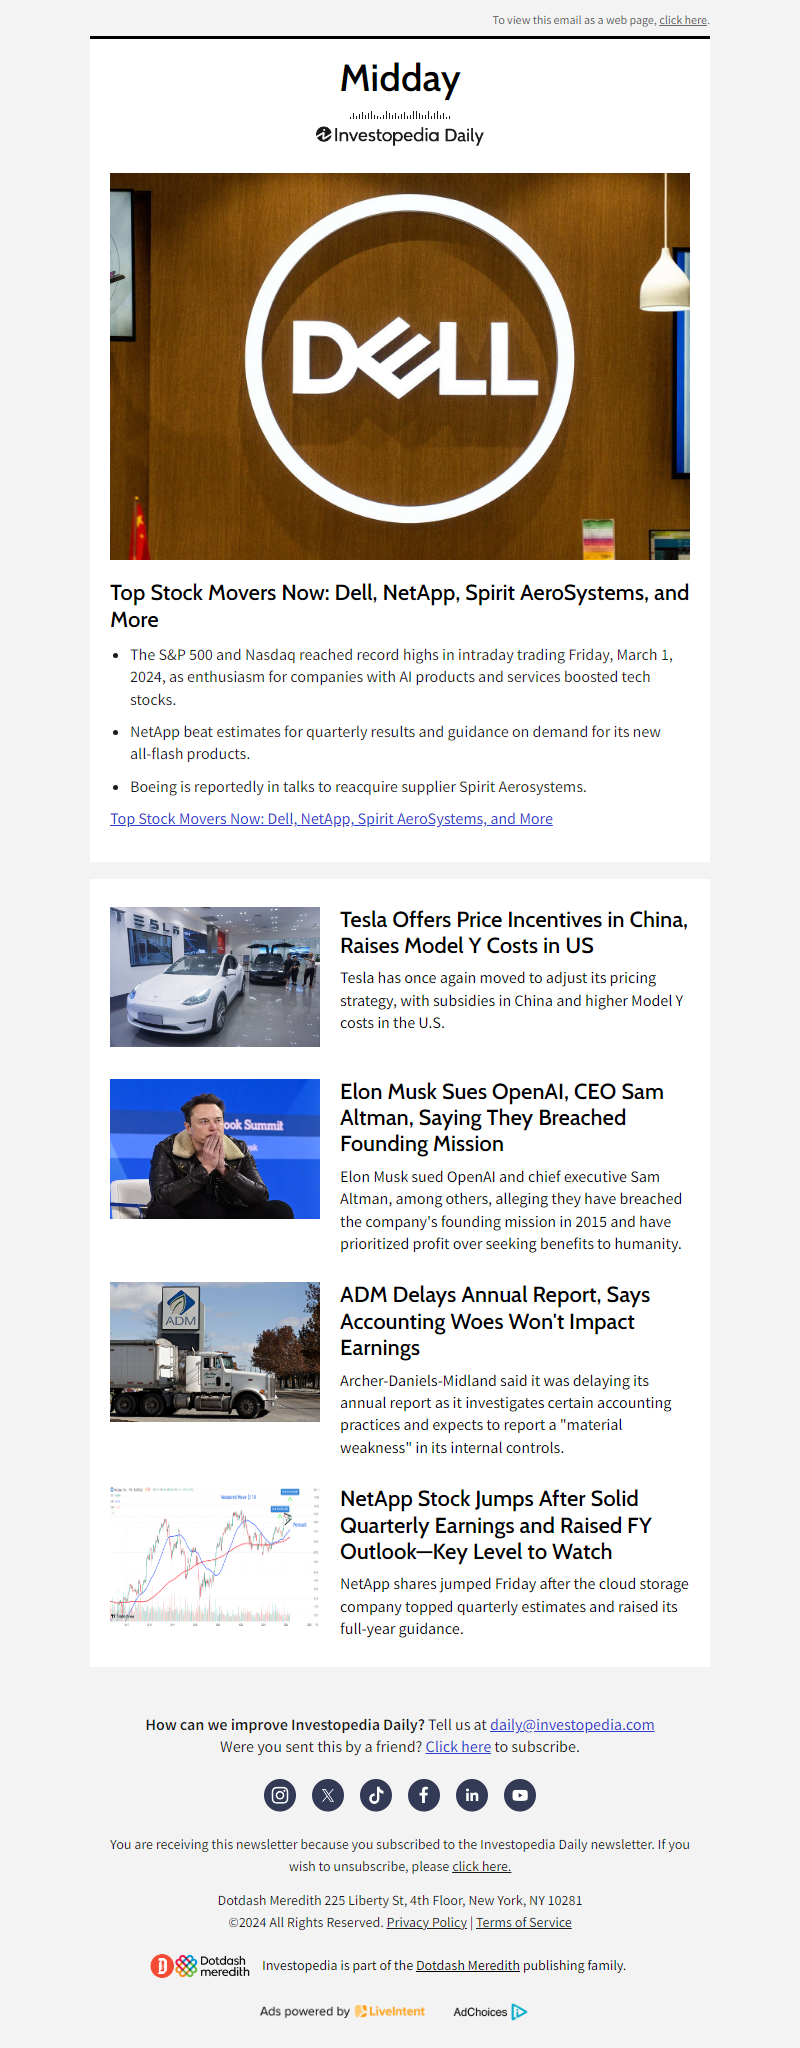 To view this email as a web page, click here.
Midday
Investopedia Daily
DELL
Top Stock Movers Now: Dell, NetApp, Spirit AeroSystems, and
More
• The S&P 500 and Nasdaq reached record highs in intraday trading Friday, March 1,
2024, as enthusiasm for companies with AI products and services boosted tech
stocks.
• NetApp beat estimates for quarterly results and guidance on demand for its new
all-flash products.
• Boeing is reportedly in talks to reacquire supplier Spirit Aerosystems.
Top Stock Movers Now: Dell, NetApp, Spirit AeroSystems, and More
TESLA
Tesla Offers Price Incentives in China,
Raises Model Y Costs in US
Tesla has once again moved to adjust its pricing
strategy, with subsidies in China and higher Model Y
costs in the U.S.
ook Summit
Elon Musk Sues OpenAI, CEO Sam
Altman, Saying They Breached
Founding Mission
Elon Musk sued OpenAI and chief executive Sam
Altman, among others, alleging they have breached
the company's founding mission in 2015 and have
prioritized profit over seeking benefits to humanity.
ADM
ADM Delays Annual Report, Says
Accounting Woes Won't Impact
Earnings
Archer-Daniels-Midland said it was delaying its
annual report as it investigates certain accounting
practices and expects to report a "material
weakness" in its internal controls.
NetApp Stock Jumps After Solid
Quarterly Earnings and Raised FY
Outlook—Key Level to Watch
NetApp shares jumped Friday after the cloud storage
company topped quarterly estimates and raised its
full-year guidance.
How can we improve Investopedia Daily? Tell us at daily@investopedia.com
Were you sent this by a friend? Click here to subscribe.
You are receiving this newsletter because you subscribed to the Investopedia Daily newsletter. If you
wish to unsubscribe, please click here.
Dotdash Meredith 225 Liberty St, 4th Floor, New York, NY 10281
©2024 All Rights Reserved. Privacy Policy | Terms of Service
Dotdash
meredith
Investopedia is part of the Dotdash Meredith publishing family.
Ads powered by LiveIntent
AdChoices